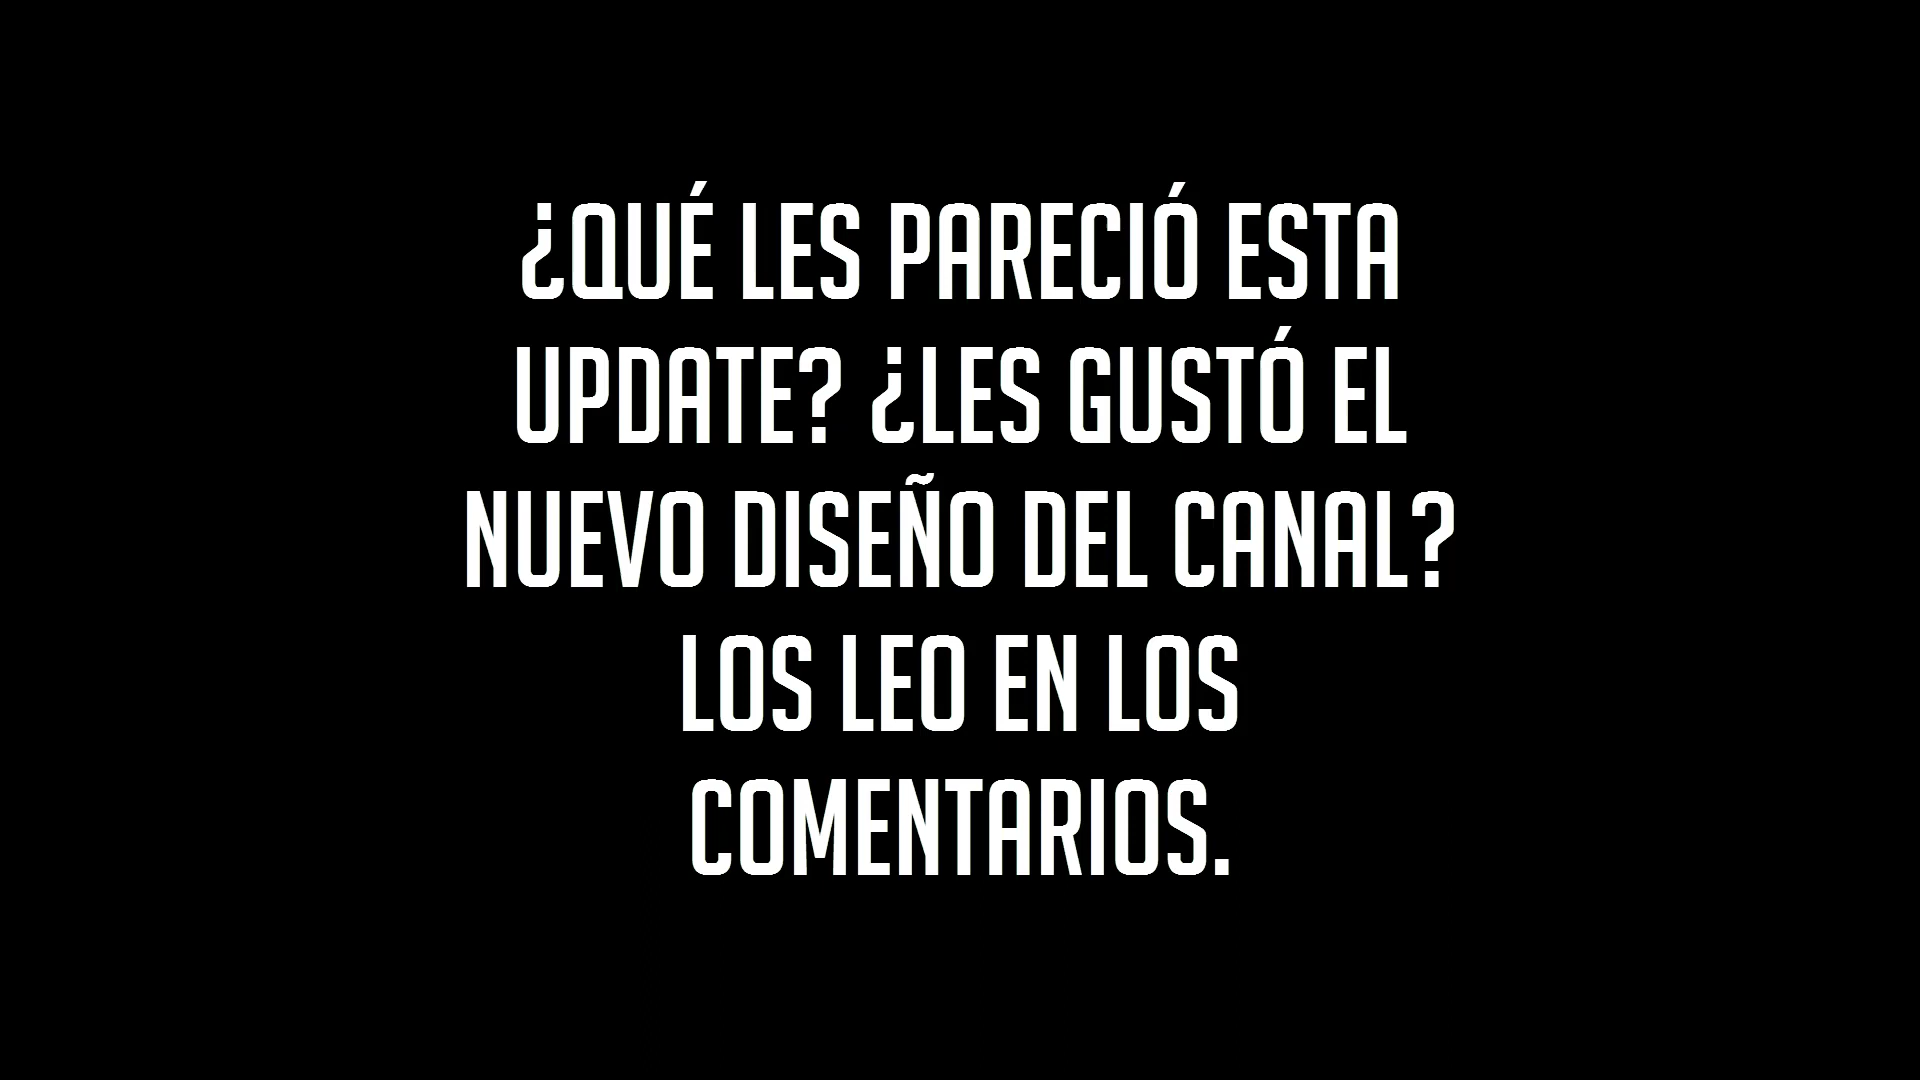 ¿QUÉ LES PARECIÓ ESTA
UPDATE? ¿LES GUSTÓ EL
NUEVO DISEÑO DEL CANAL?
LOS LEO EN LOS
COMENTARIOS.